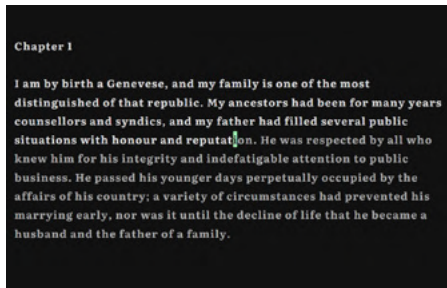 Chapter 1
I am by birth a Genevese, and my family is one of the most
distinguished of that republic. My ancestors had been for many years
counsellors and syndics, and my father had filled several public
situations with honour and reputation. He was respected by all who
knew him for his integrity and indefatigable attention to public
business. He passed his younger days perpetually occupied by the
affairs of his country; a variety of circumstances had prevented his
marrying early, nor was it until the decline of life that he became a
husband and the father of a family.